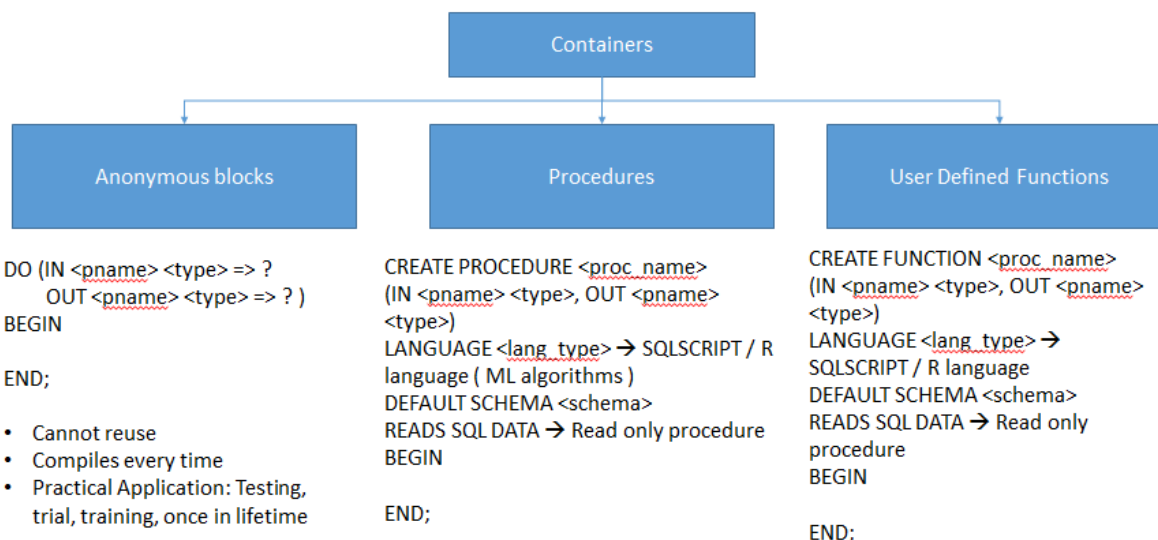 Containers
Anonymous blocks
Procedures
User Defined Functions
DO (IN <pname> <type> => ?
OUT <pname> <type> => ? )
BEGIN
END;
• Cannot reuse
• Compiles every time
• Practical Application: Testing,
trial, training, once in lifetime
CREATE PROCEDURE <proc_name>
(IN <pname> <type>, OUT <pname>
<type>)
LANGUAGE <lang_type> → SQLSCRIPT / R
language ( ML algorithms )
DEFAULT SCHEMA <schema>
READS SQL DATA → Read only procedure
BEGIN
END;
CREATE FUNCTION <proc_name>
(IN <pname> <type>, OUT <pname>
<type>)
LANGUAGE <lang_type> →
SQLSCRIPT / R language
DEFAULT SCHEMA <schema>
READS SQL DATA → Read only
procedure
BEGIN
END: